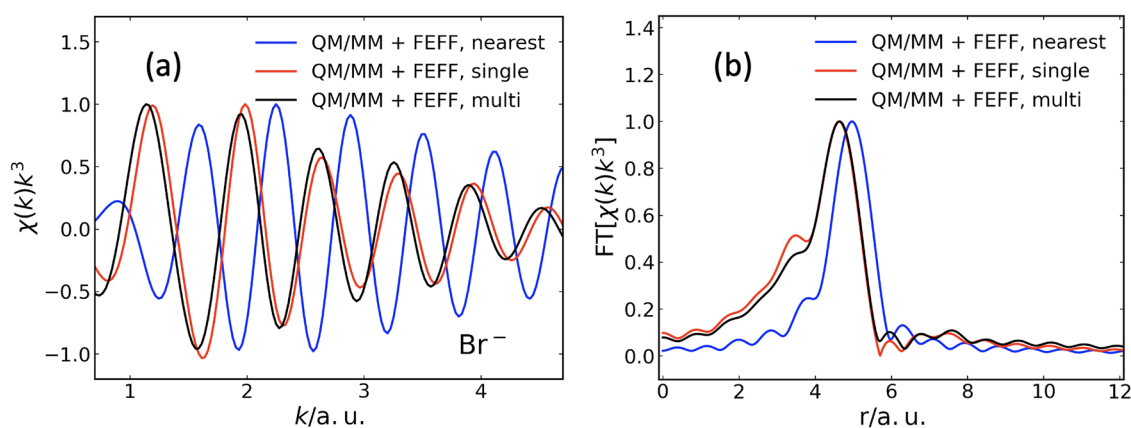 (a)
QM/MM + FEFF, nearest
QM/MM + FEFF, single
QM/MM + FEFF, multi
1.5
1.0
0.5
0.0
−0.5
−1.0
χ(k)k³
Br⁻
1 2 3 4
k/a. u.
(b)
QM/MM + FEFF, nearest
QM/MM + FEFF, single
QM/MM + FEFF, multi
1.4
1.2
1.0
0.8
0.6
0.4
0.2
0.0
FT[χ(k)k³]
0 2 4 6 8 10 12
r/a. u.